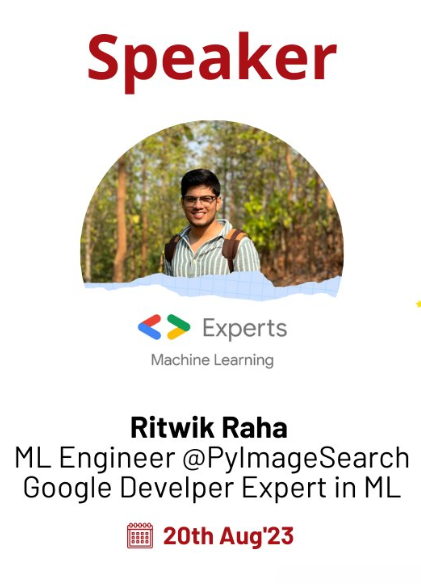 Speaker
Experts
Machine Learning
Ritwik Raha
ML Engineer @PyImageSearch
Google Develper Expert in ML
20th Aug'23